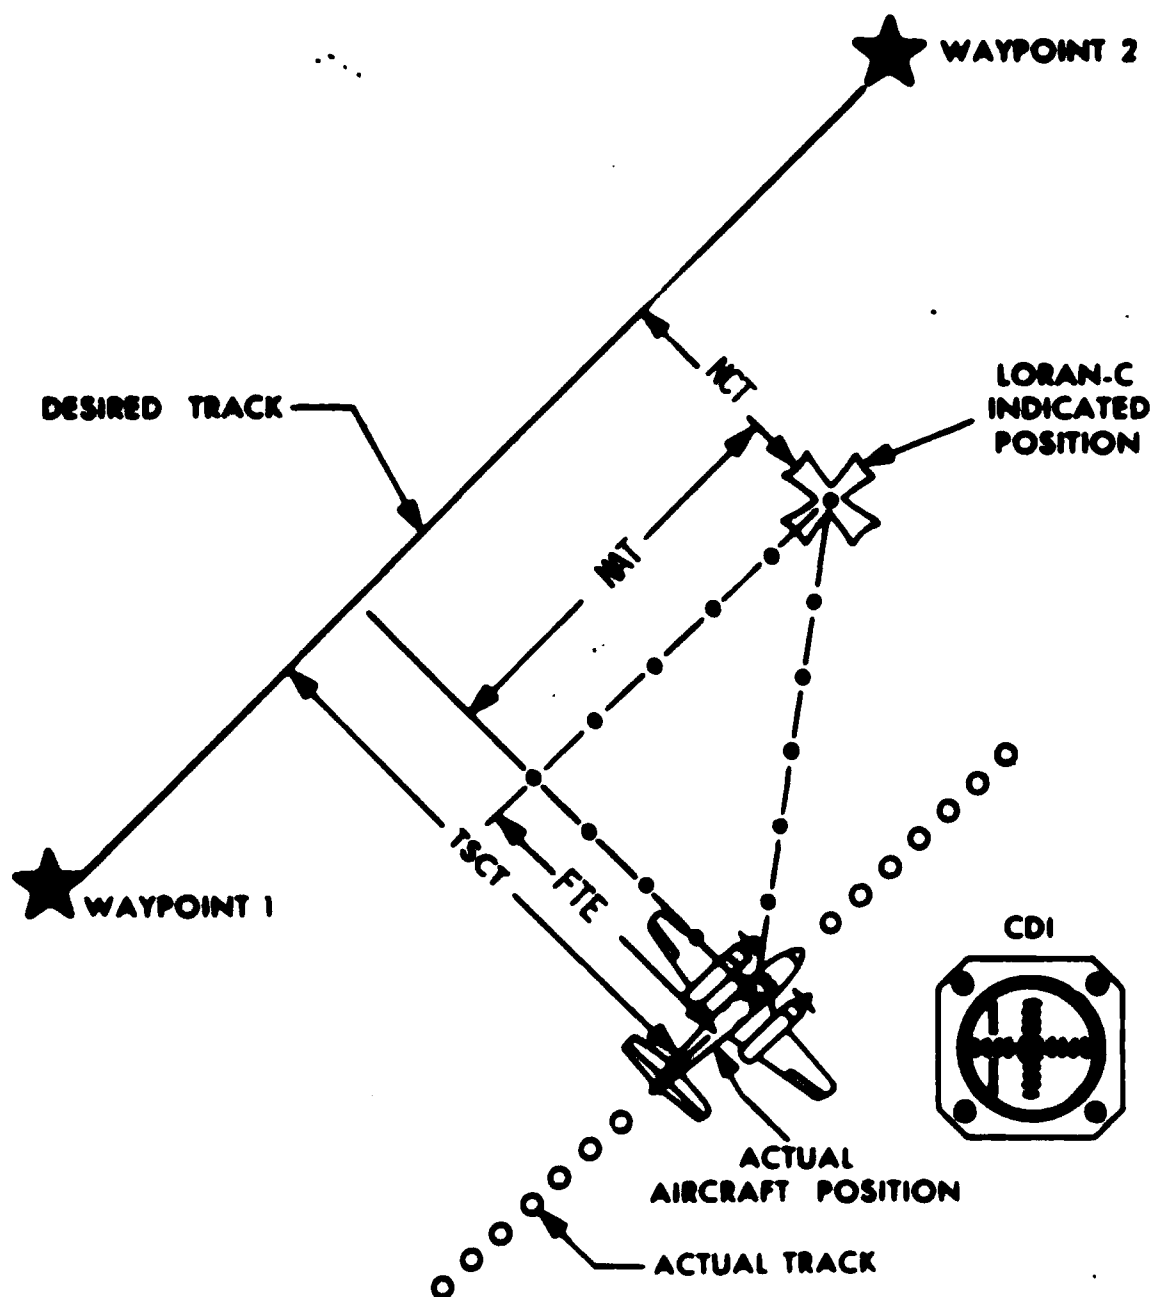 WAYPOINT 2
NCT
LORAN-C
INDICATED
POSITION
DESIRED TRACK
NAT
TSCT
FTE
WAYPOINT 1
CDI
ACTUAL
AIRCRAFT POSITION
ACTUAL TRACK